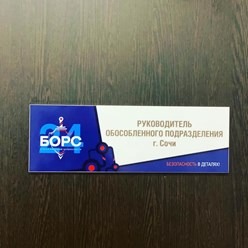 24
БОРС
РУКОВОДИТЕЛЬ
ОБОСОБЛЕННОГО ПОДРАЗДЕЛЕНИЯ
г. Сочи
БЕЗОПАСНОСТЬ В ДЕТАЛЯХ!